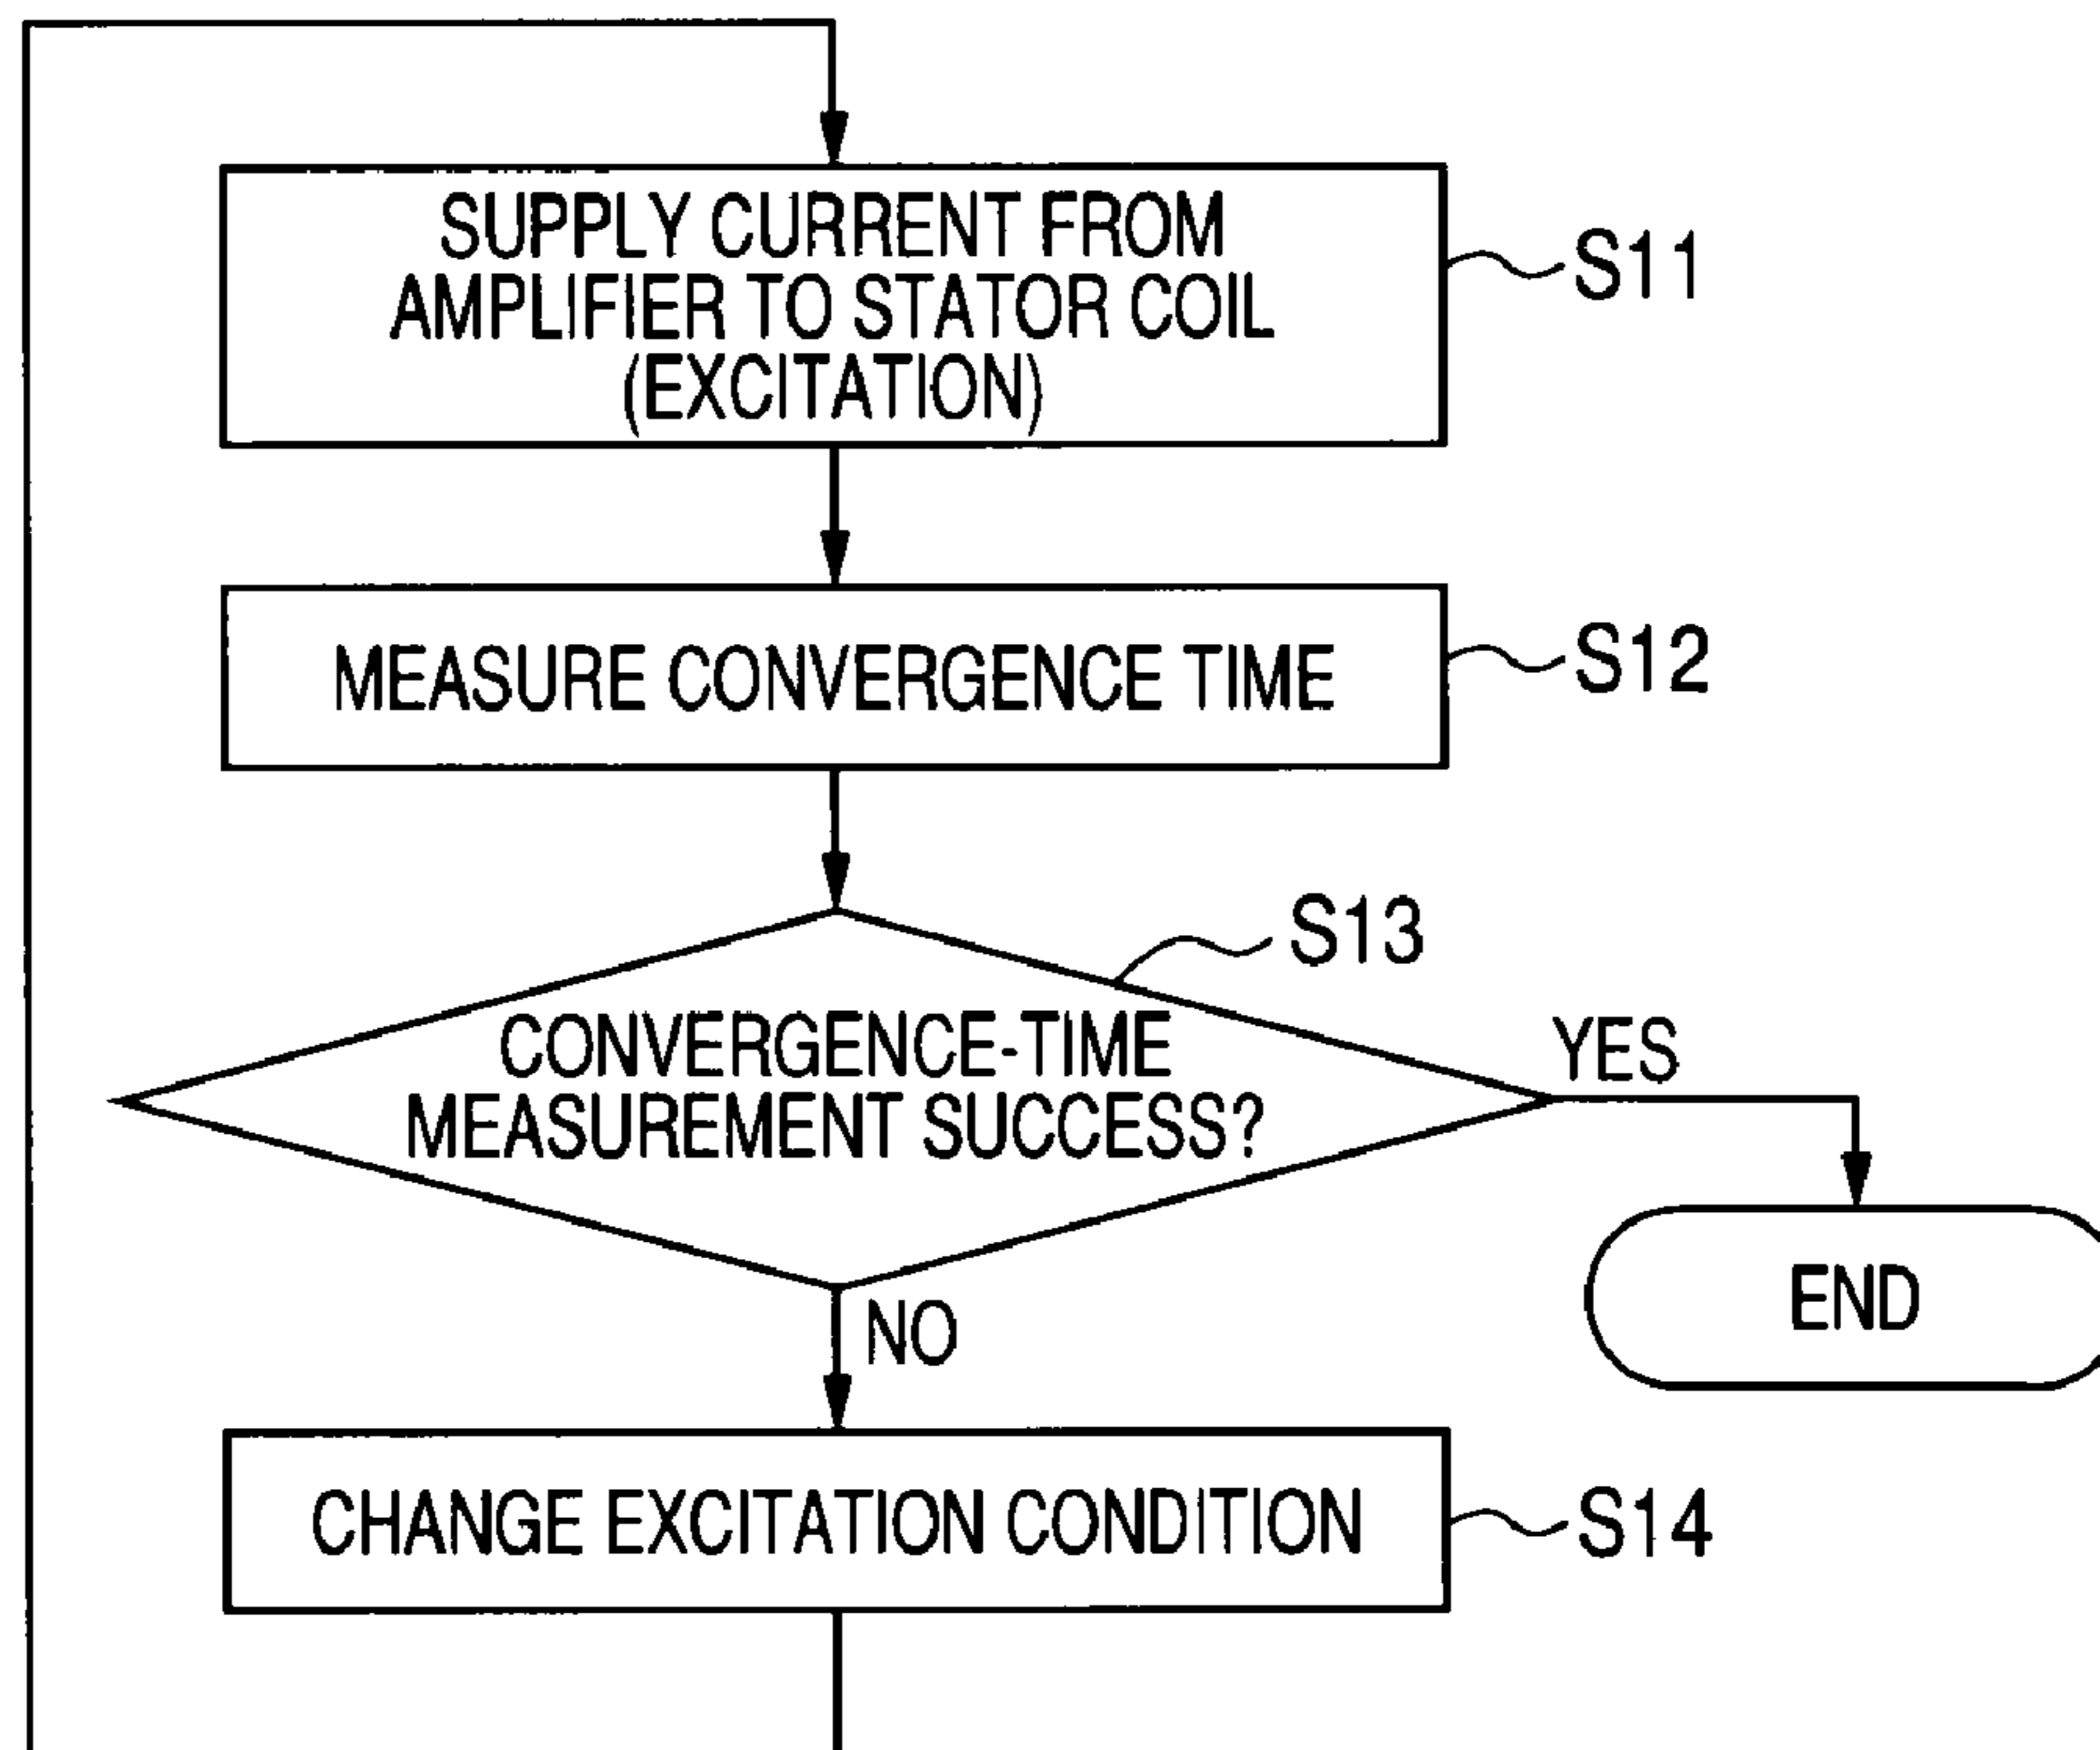 SUPPLY CURRENT FROM
AMPLIFIER TO STATOR COIL
(EXCITATION)
S11
MEASURE CONVERGENCE TIME
S12
S13
CONVERGENCE-TIME
MEASUREMENT SUCCESS?
YES
END
NO
CHANGE EXCITATION CONDITION
S14